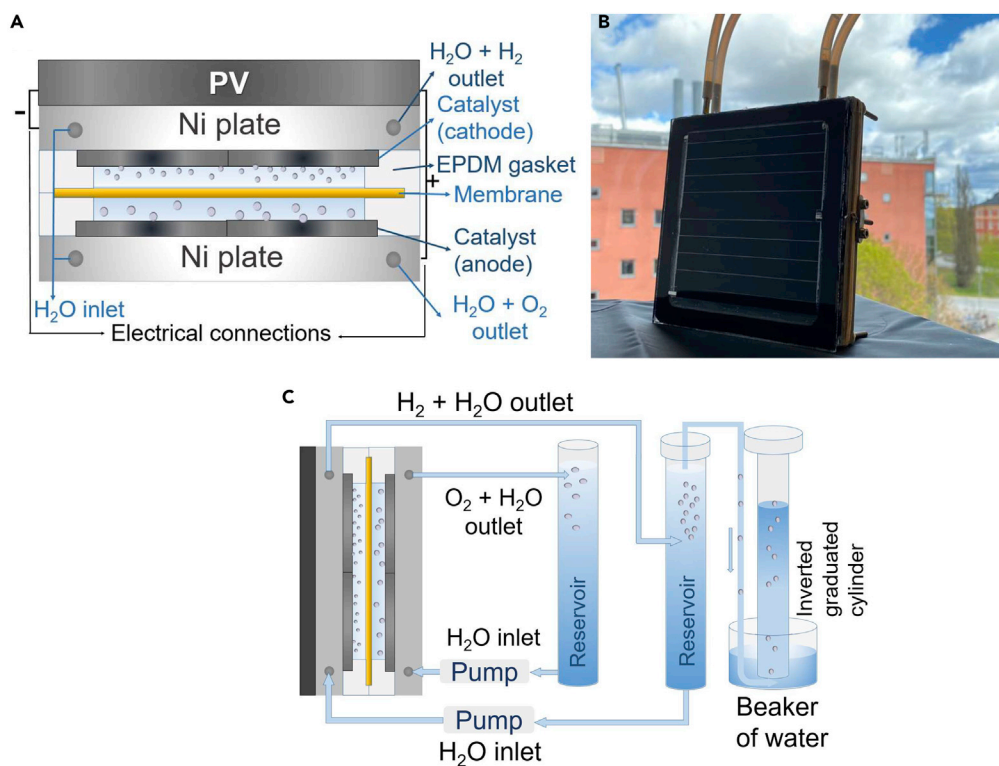 A
PV
-
Ni plate
H₂O + H₂
outlet
Catalyst
(cathode)
EPDM gasket
+
Membrane
Catalyst
(anode)
Ni plate
H₂O inlet
H₂O + O₂
outlet
Electrical connections
B
C
H₂ + H₂O outlet
O₂ + H₂O
outlet
H₂O inlet
Pump
Pump
H₂O inlet
Reservoir
Reservoir
Inverted
graduated
cylinder
Beaker
of water